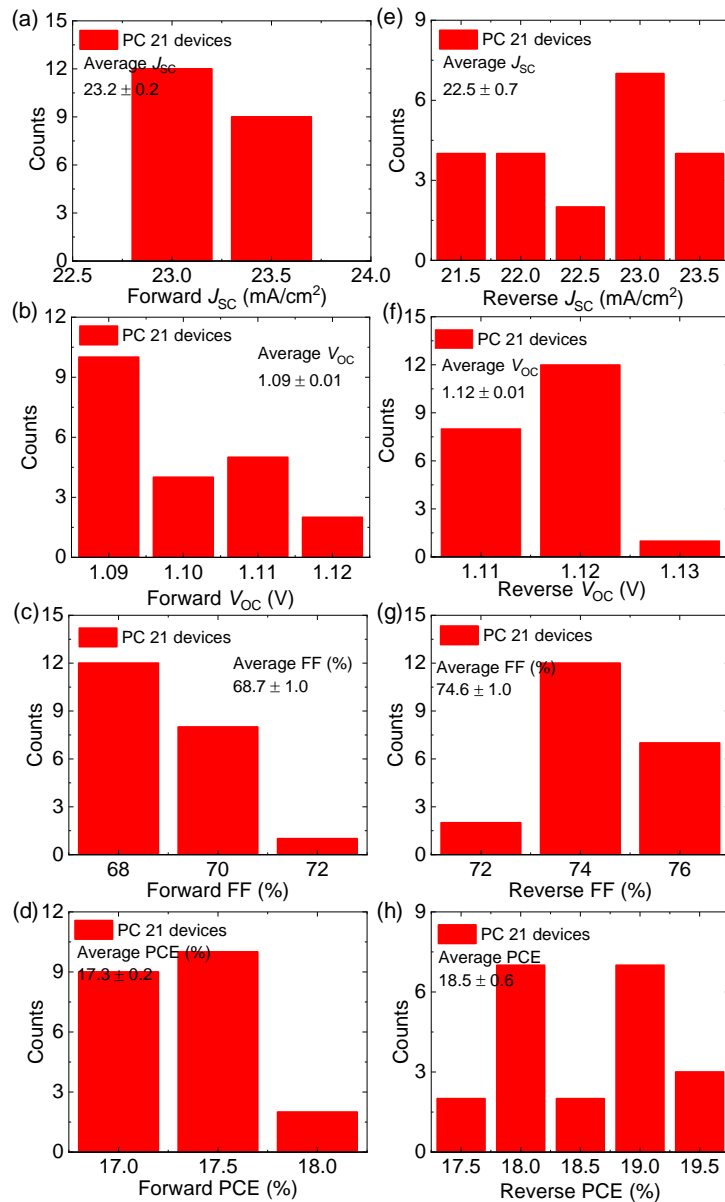 (a)
PC 21 devices
Average JSC
23.2 ± 0.2
Counts
15
12
9
6
3
0
22.5 23.0 23.5 24.0
Forward JSC (mA/cm²)
(e)
PC 21 devices
Average JSC
22.5 ± 0.7
Counts
9
6
3
0
21.5 22.0 22.5 23.0 23.5
Reverse JSC (mA/cm²)
(b)
PC 21 devices
Average VOC
1.09 ± 0.01
Counts
12
9
6
3
0
1.09 1.10 1.11 1.12
Forward VOC (V)
(f)
PC 21 devices
Average VOC
1.12 ± 0.01
Counts
15
12
9
6
3
0
1.11 1.12 1.13
Reverse VOC (V)
(c)
PC 21 devices
Average FF (%)
68.7 ± 1.0
Counts
15
12
9
6
3
0
68 70 72
Forward FF (%)
(g)
PC 21 devices
Average FF (%)
74.6 ± 1.0
Counts
15
12
9
6
3
0
72 74 76
Reverse FF (%)
(d)
PC 21 devices
Average PCE (%)
17.3 ± 0.2
Counts
12
9
6
3
0
17.0 17.5 18.0
Forward PCE (%)
(h)
PC 21 devices
Average PCE
18.5 ± 0.6
Counts
9
6
3
0
17.5 18.0 18.5 19.0 19.5
Reverse PCE (%)